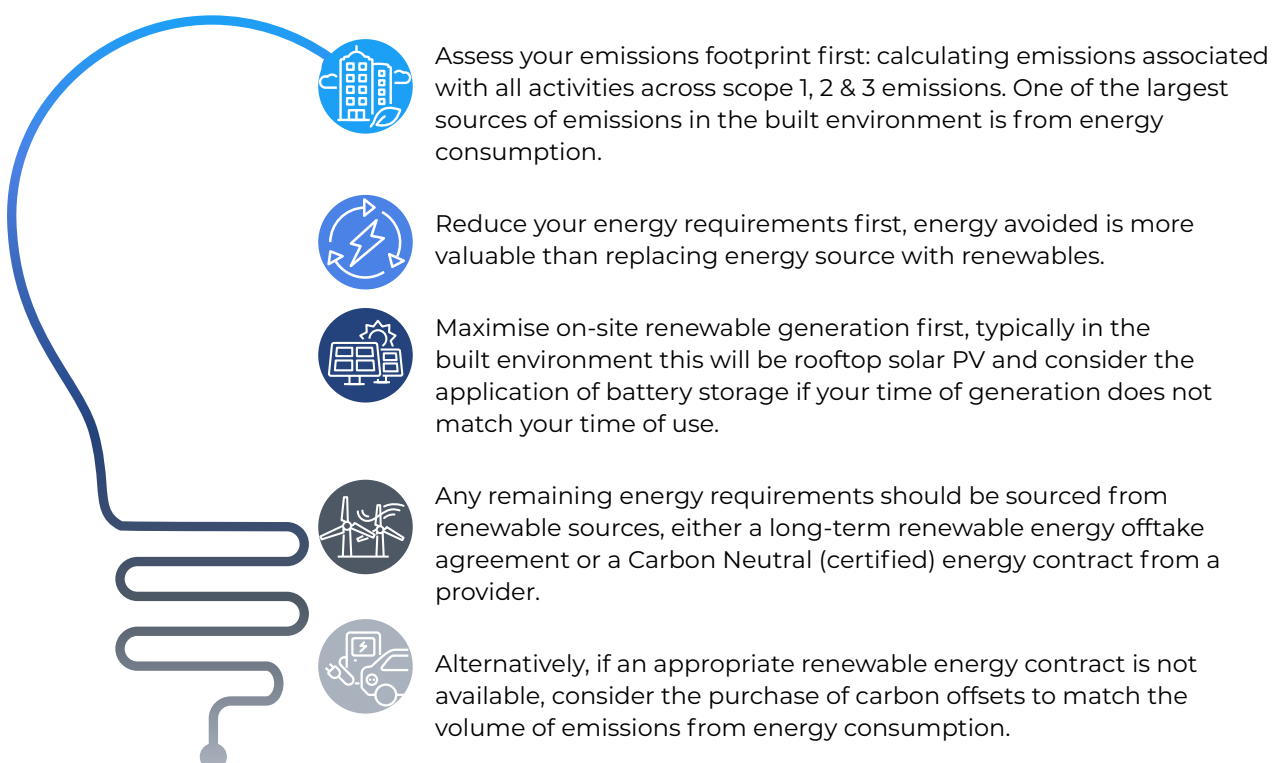 Assess your emissions footprint first: calculating emissions associated
with all activities across scope 1, 2 & 3 emissions. One of the largest
sources of emissions in the built environment is from energy
consumption.
Reduce your energy requirements first, energy avoided is more
valuable than replacing energy source with renewables.
Maximise on-site renewable generation first, typically in the
built environment this will be rooftop solar PV and consider the
application of battery storage if your time of generation does not
match your time of use.
Any remaining energy requirements should be sourced from
renewable sources, either a long-term renewable energy offtake
agreement or a Carbon Neutral (certified) energy contract from a
provider.
Alternatively, if an appropriate renewable energy contract is not
available, consider the purchase of carbon offsets to match the
volume of emissions from energy consumption.